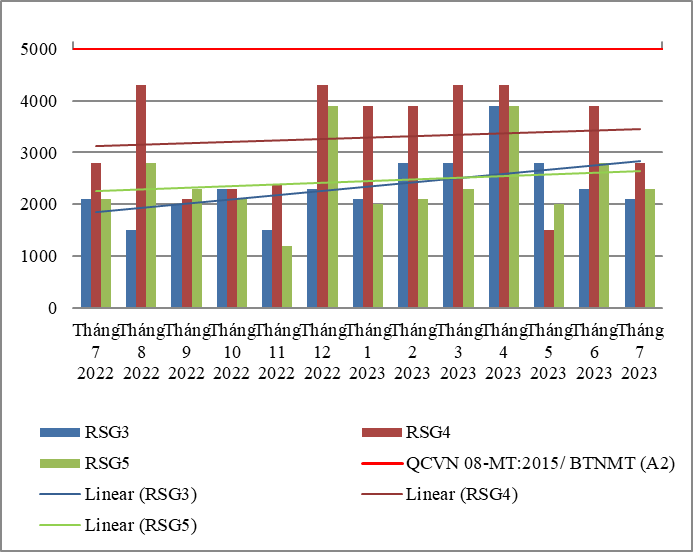 5000
4000
3000
2000
1000
0
Tháng Tháng Tháng Tháng Tháng Tháng Tháng Tháng Tháng Tháng Tháng Tháng Tháng
7 8 9 10 11 12 1 2 3 4 5 6 7
2022 2022 2022 2022 2022 2022 2023 2023 2023 2023 2023 2023 2023
RSG3 RSG4
RSG5 QCVN 08-MT:2015/ BTNMT (A2)
Linear (RSG3) Linear (RSG4)
Linear (RSG5)